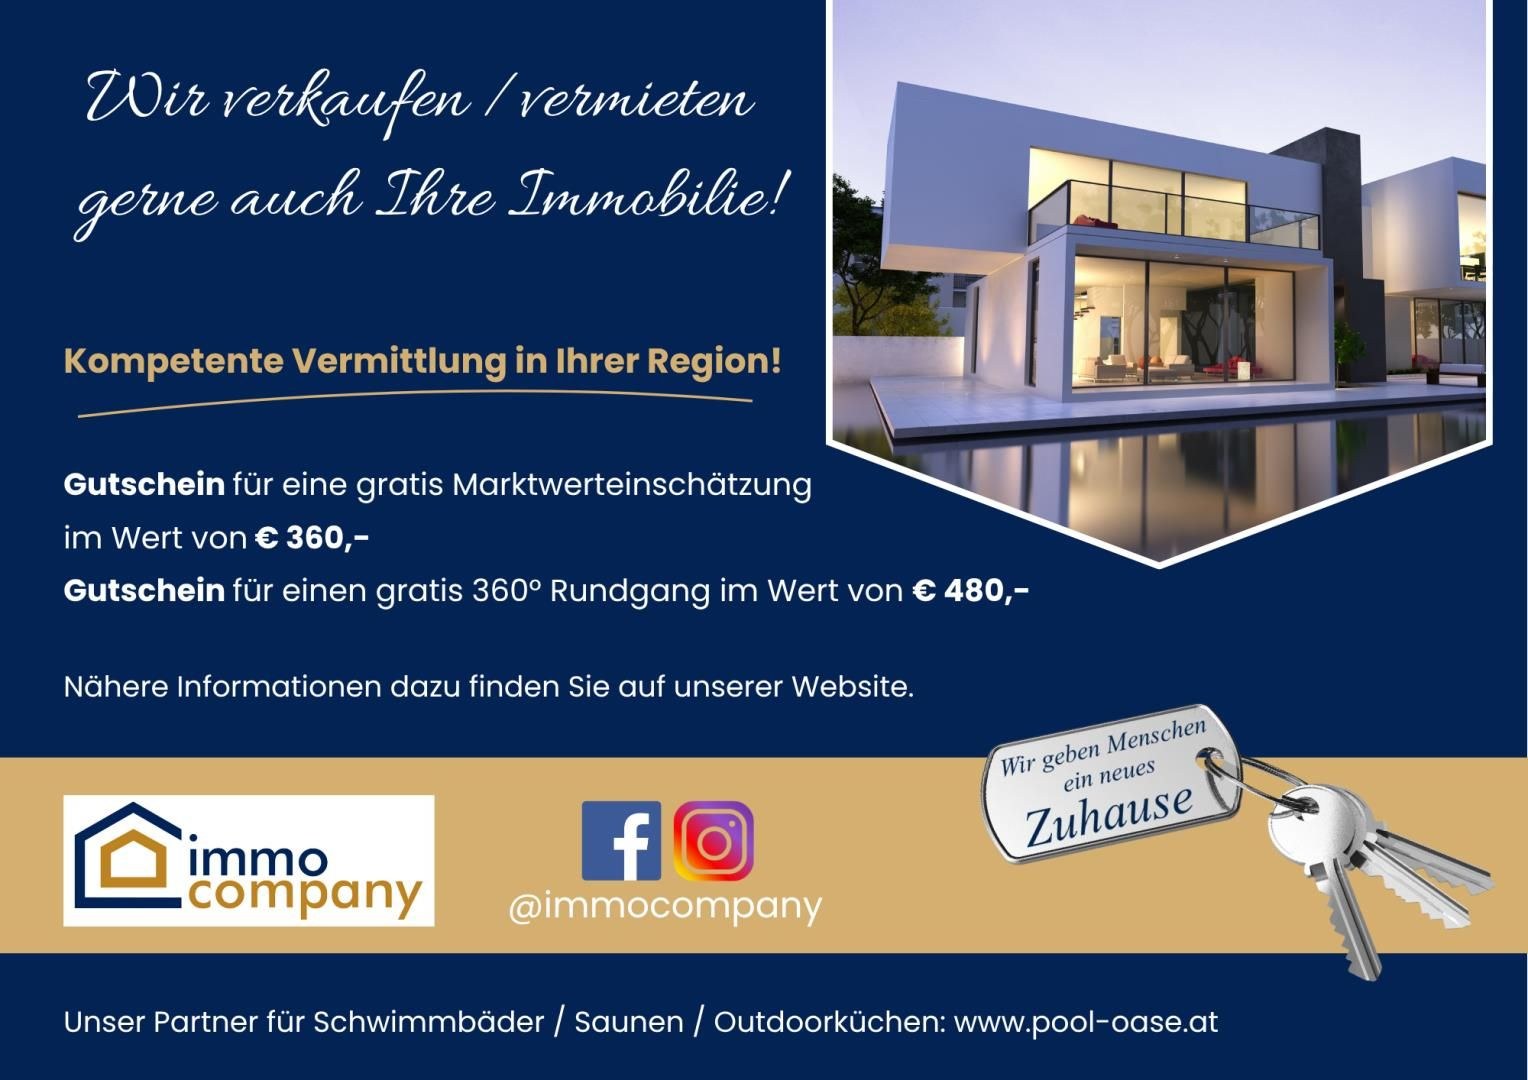 Wir verkaufen / vermieten
gerne auch Ihre Immobilie!
Kompetente Vermittlung in Ihrer Region!
Gutschein für eine gratis Marktwerteinschätzung
im Wert von € 360,-
Gutschein für einen gratis 360° Rundgang im Wert von € 480,-
Nähere Informationen dazu finden Sie auf unserer Website.
Wir geben Menschen
ein neues
Zuhause
immo
company
@immocompany
Unser Partner für Schwimmbäder / Saunen / Outdoorküchen: www.pool-oase.at